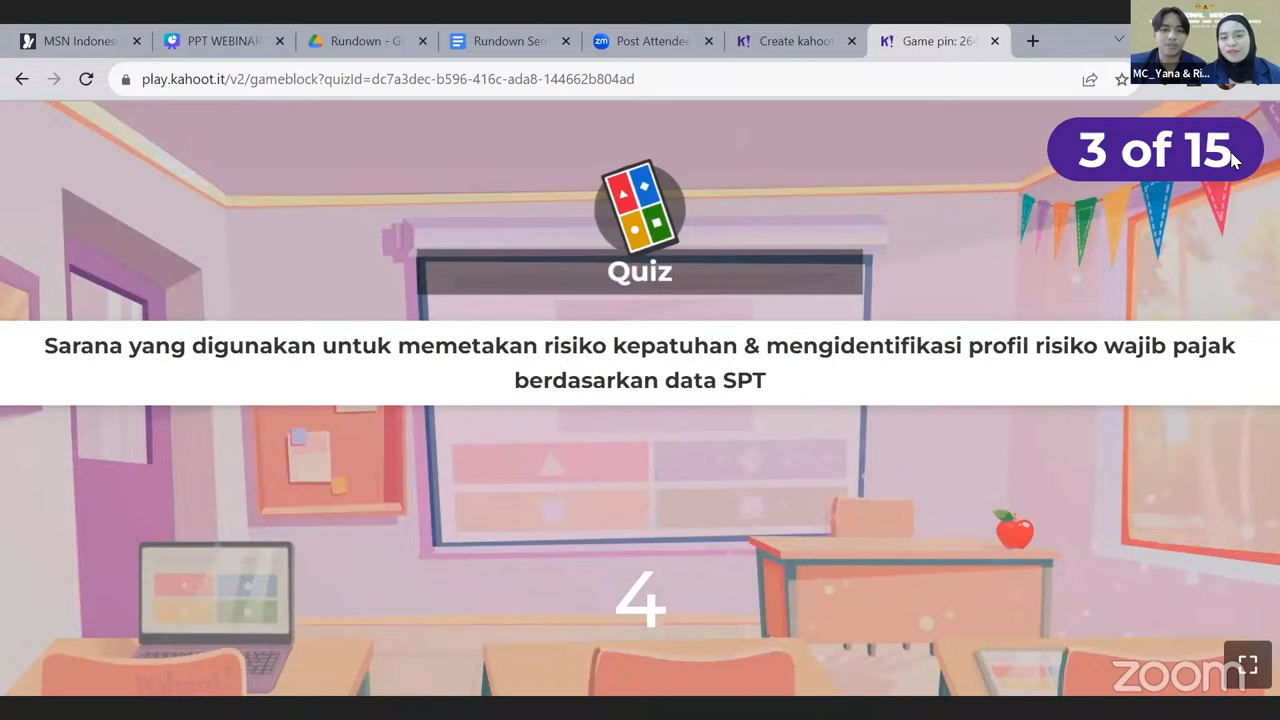 MSN Indones
PPT WEBINAR
Rundown - G
Rundown Se
Post Attendee
Create kahoot
Game pin: 26
play.kahoot.it/v2/gameblock?quizId=dc7a3dec-b596-416c-ada8-144662b804ad
MC_Yana & Ri...
3 of 15
Quiz
Sarana yang digunakan untuk memetakan risiko kepatuhan & mengidentifikasi profil risiko wajib pajak
berdasarkan data SPT
4
zoom